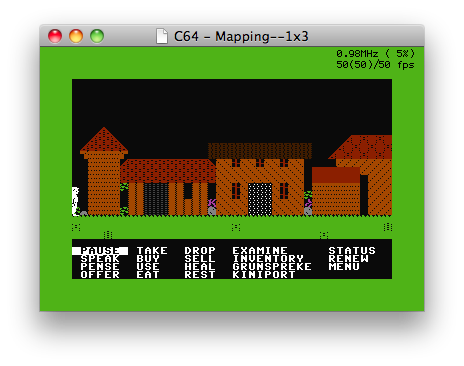 C64 – Mapping--1x3
0.98MHz ( 5%)
50(50)/50 fps
PAUSE TAKE DROP EXAMINE STATUS
SPEAK BUY SELL INVENTORY RENEW
PENSE USE HEAL GRUNSPREKE MENU
OFFER EAT REST KINIPORT